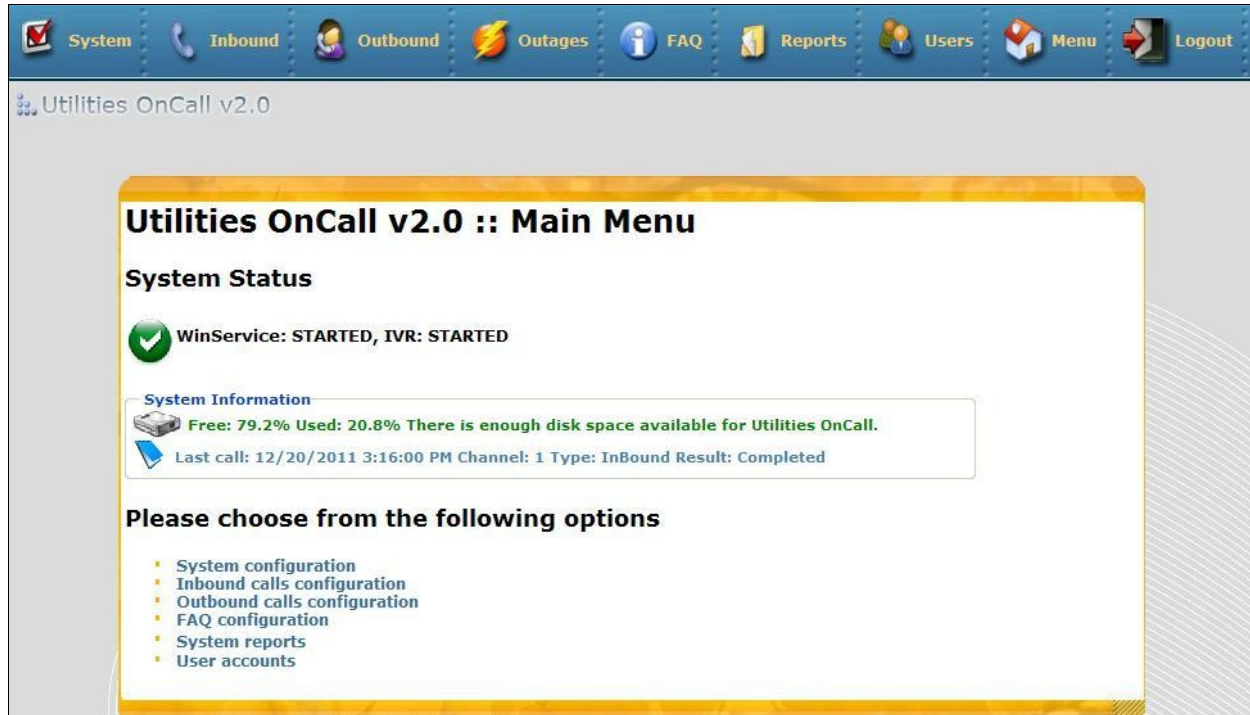 System Inbound Outbound Outages FAQ Reports Users Menu Logout
Utilities OnCall v2.0
Utilities OnCall v2.0 :: Main Menu
System Status
WinService: STARTED, IVR: STARTED
System Information
Free: 79.2% Used: 20.8% There is enough disk space available for Utilities OnCall.
Last call: 12/20/2011 3:16:00 PM Channel: 1 Type: InBound Result: Completed
Please choose from the following options
System configuration
Inbound calls configuration
Outbound calls configuration
FAQ configuration
System reports
User accounts